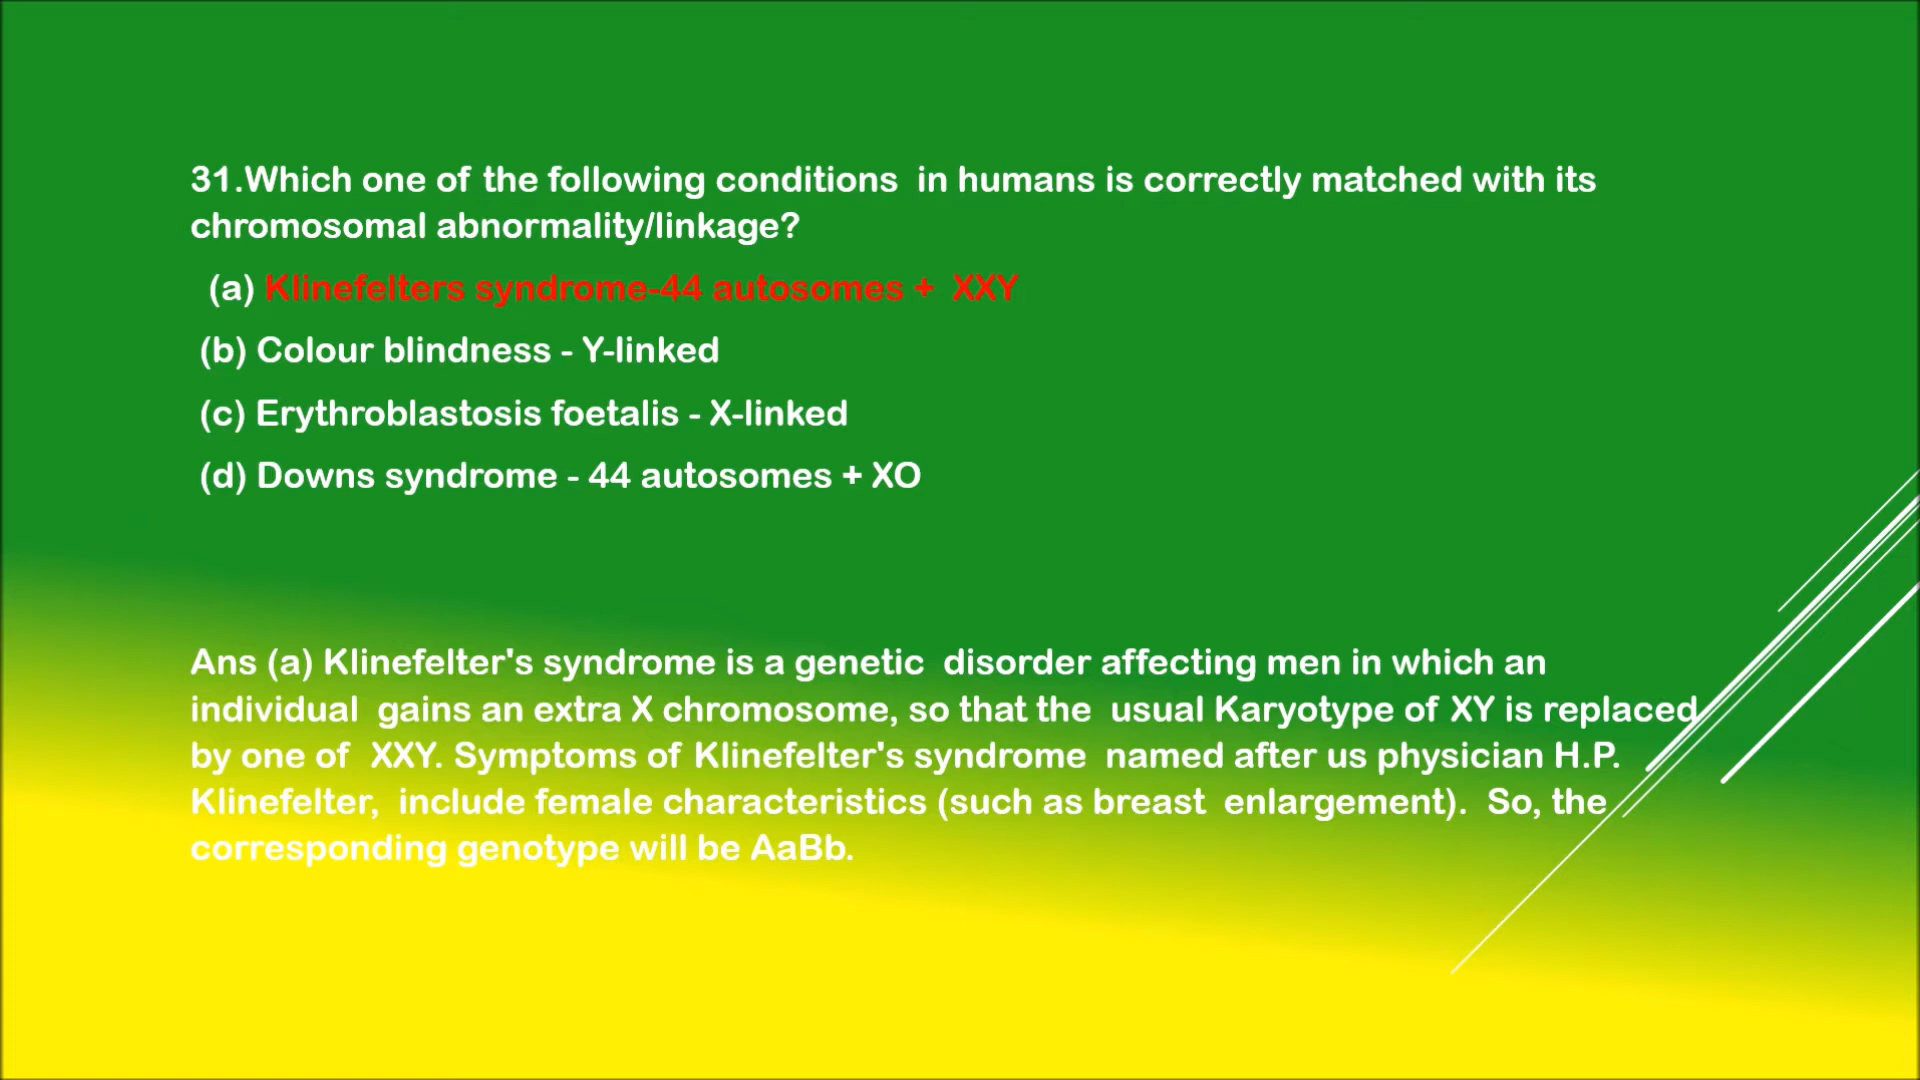 31.Which one of the following conditions in humans is correctly matched with its
chromosomal abnormality/linkage?
(a) Klinefelters syndrome-44 autosomes + XXY
(b) Colour blindness - Y-linked
(c) Erythroblastosis foetalis - X-linked
(d) Downs syndrome - 44 autosomes + XO
Ans (a) Klinefelter's syndrome is a genetic disorder affecting men in which an
individual gains an extra X chromosome, so that the usual Karyotype of XY is replaced
by one of XXY. Symptoms of Klinefelter's syndrome named after us physician H.P.
Klinefelter, include female characteristics (such as breast enlargement). So, the
corresponding genotype will be AaBb.